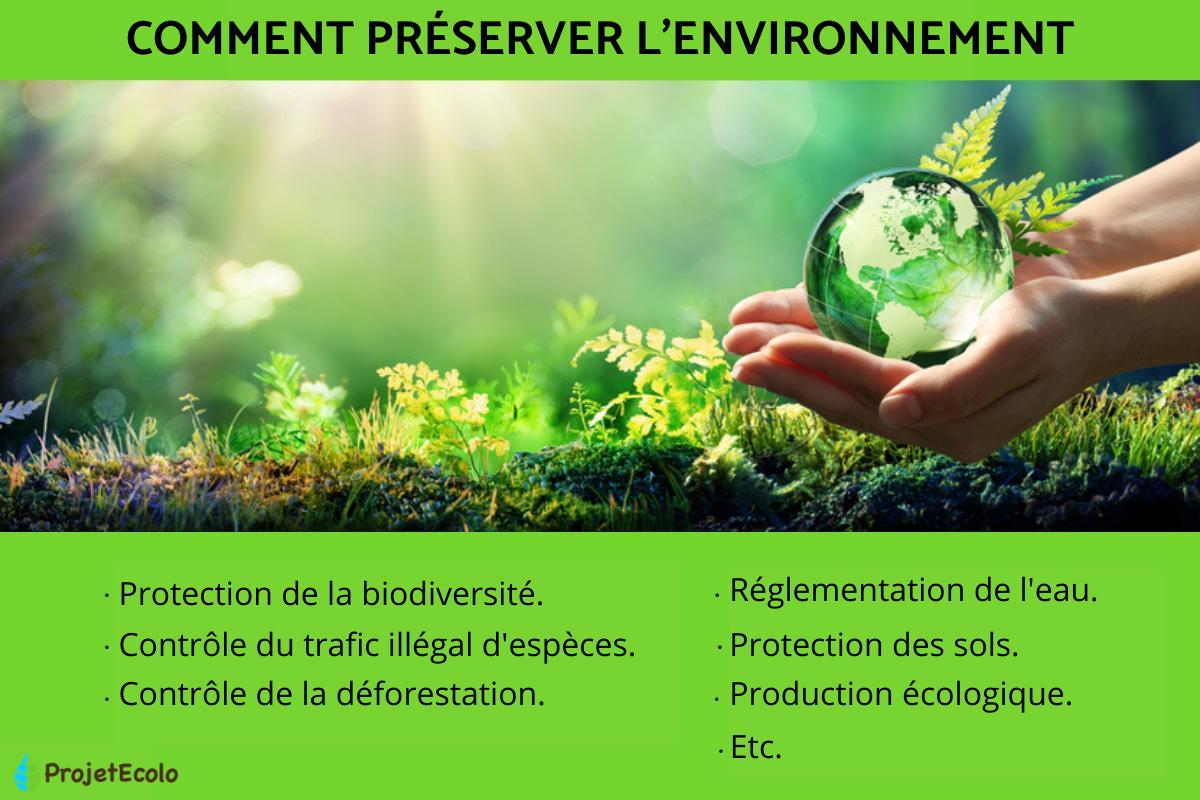 COMMENT PRÉSERVER L'ENVIRONNEMENT
· Protection de la biodiversité.
· Contrôle du trafic illégal d'espèces.
· Contrôle de la déforestation.
· Réglementation de l'eau.
· Protection des sols.
· Production écologique.
· Etc.
ProjetEcolo